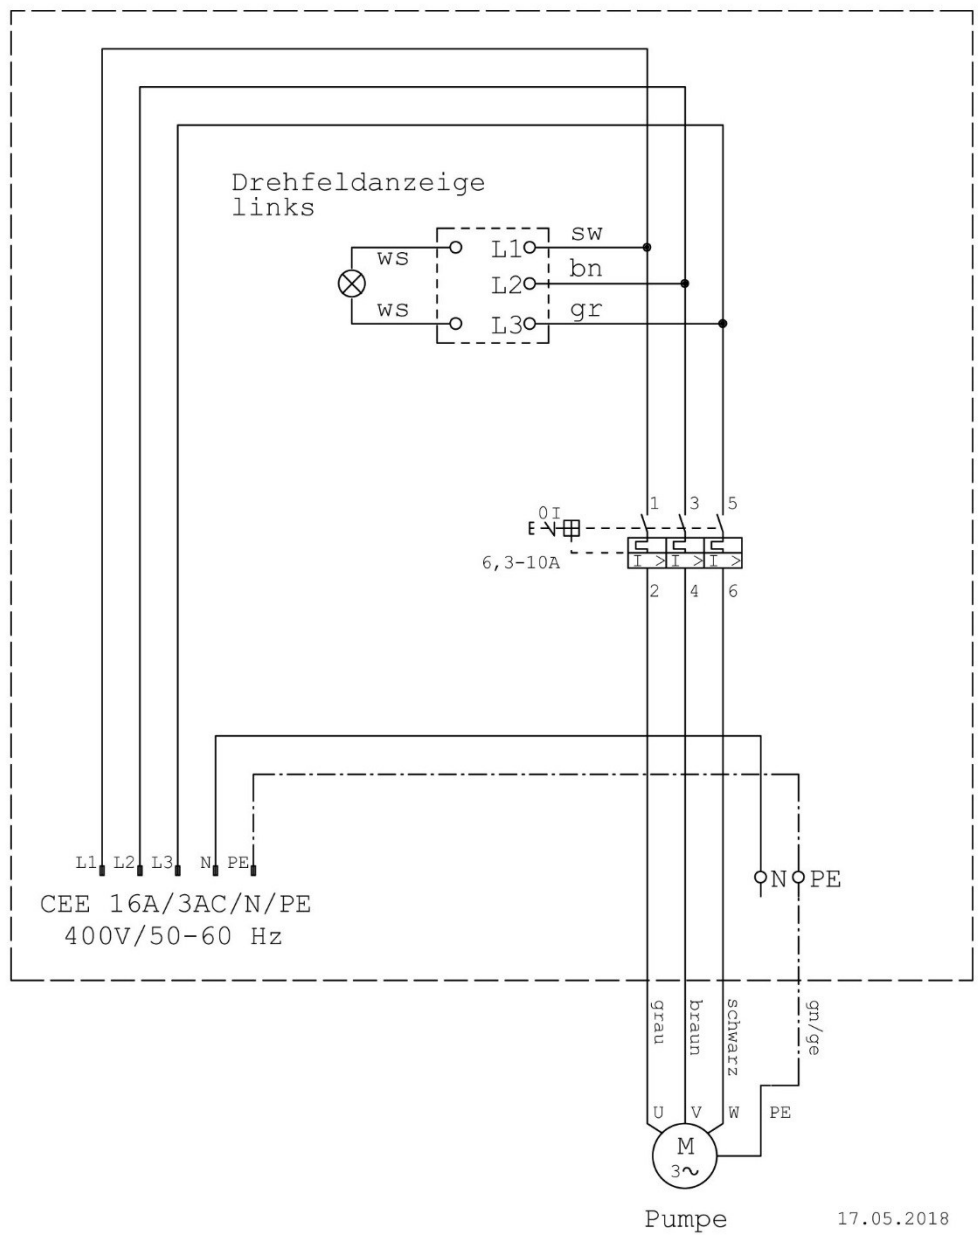 Drehfeldanzeige
links
ws
L1
sw
L2
bn
ws
L3
gr
1 3 5
0I
6,3-10A
I > I > I >
2 4 6
L1 L2 L3 N PE
CEE 16A/3AC/N/PE
400V/50-60 Hz
N PE
grau
braun
schwarz
gn/ge
U V W PE
M
3~
Pumpe
17.05.2018